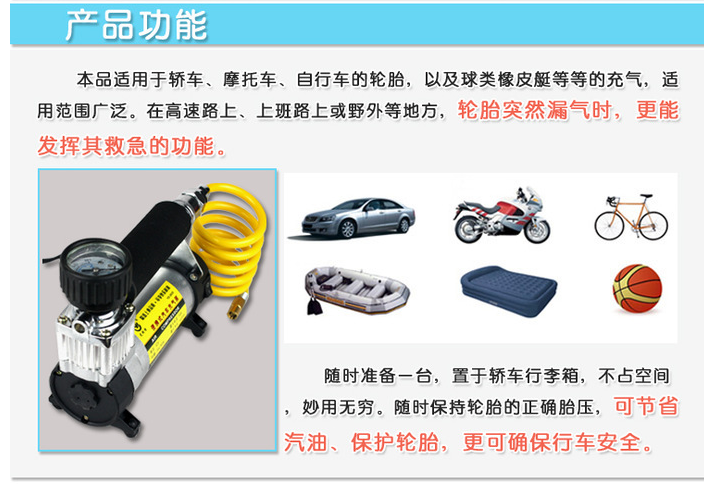 产品功能
本品适用于轿车、摩托车、自行车的轮胎，以及球类橡皮艇等等的充气，适
用范围广泛。在高速路上、上班路上或野外等地方，轮胎突然漏气时，更能
发挥其救急的功能。
随时准备一台，置于轿车行李箱，不占空间
，妙用无穷。随时保持轮胎的正确胎压，可节省
汽油、保护轮胎，更可确保行车安全。